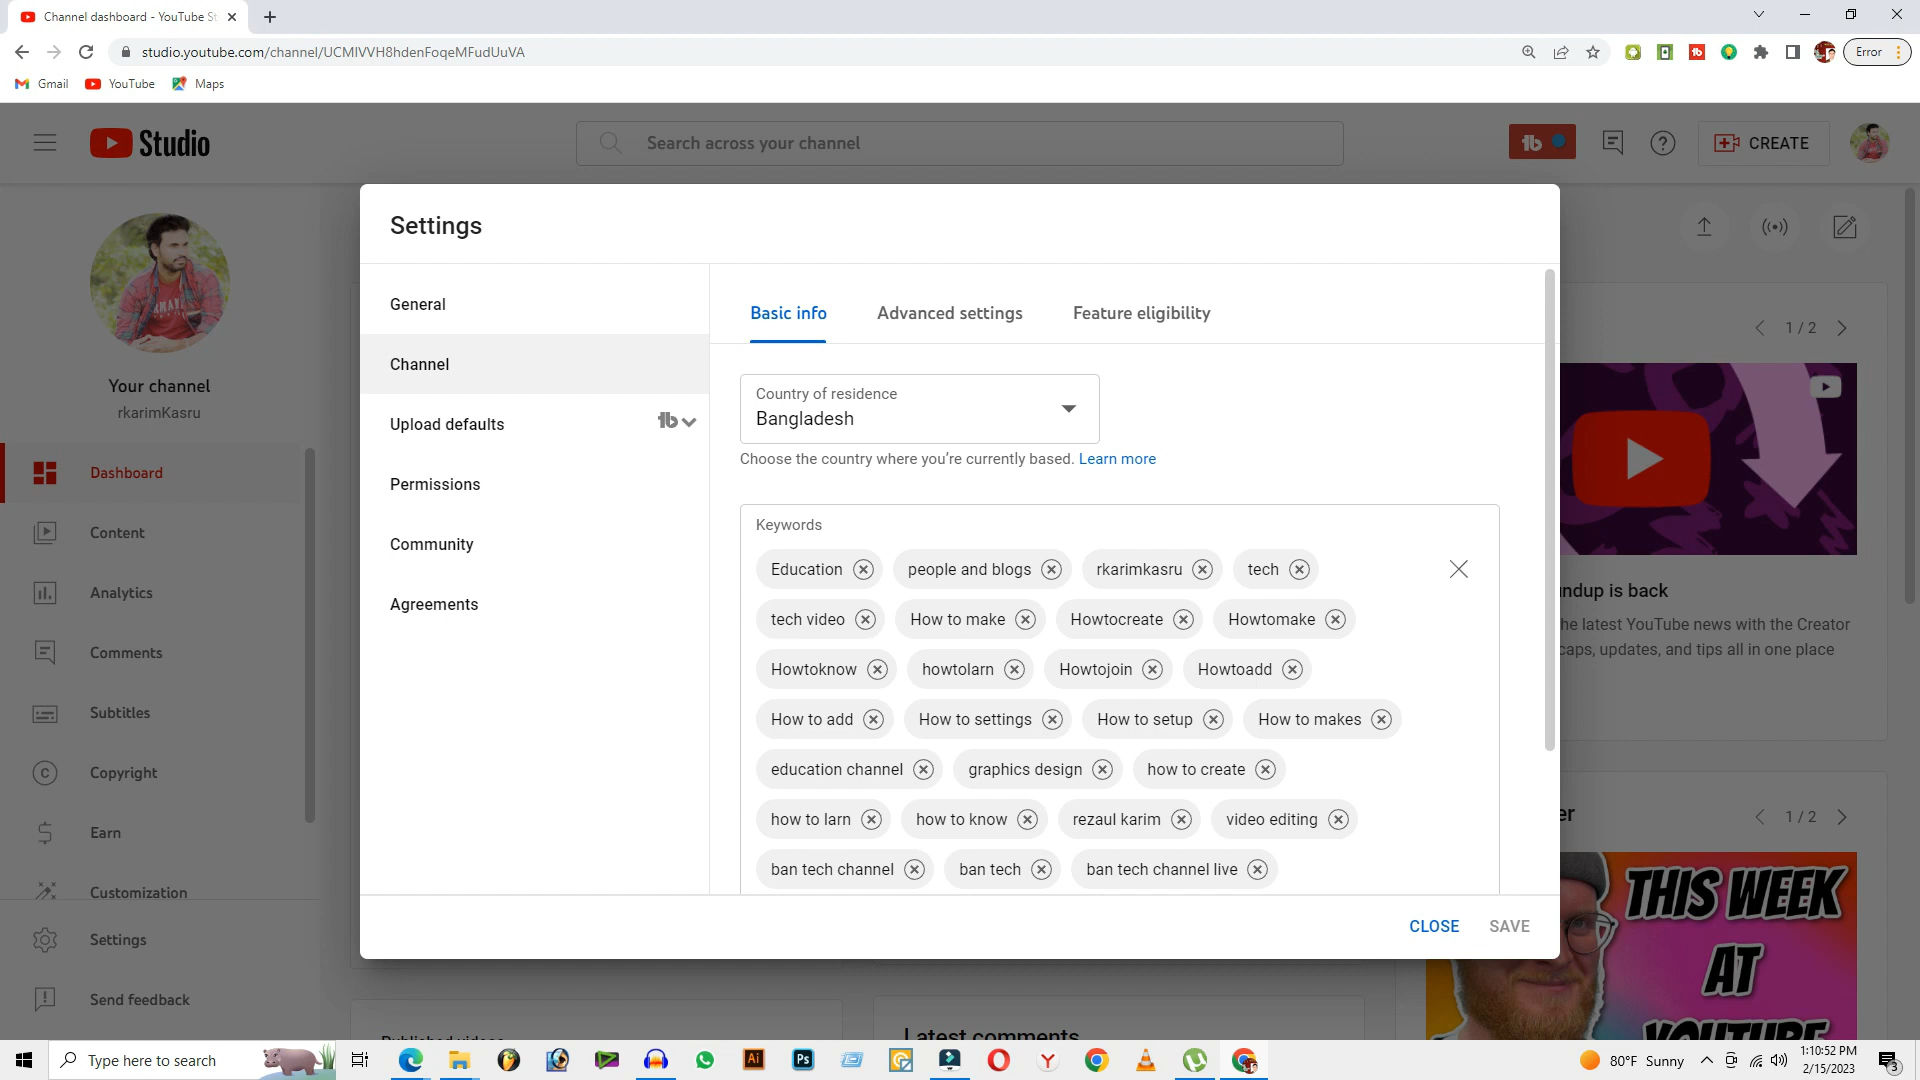 Channel dashboard - YouTube St
studio.youtube.com/channel/UCMIVVH8hdenFoqeMFudUuVA
Error
Gmail YouTube Maps
Studio
Search across your channel
CREATE
Settings
Your channel
rkarimKasru
Dashboard
Content
Analytics
Comments
Subtitles
Copyright
Earn
Customization
Settings
Send feedback
General
Channel
Upload defaults
Permissions
Community
Agreements
Basic info Advanced settings Feature eligibility
Country of residence
Bangladesh
Choose the country where you’re currently based. Learn more
Keywords
Education people and blogs rkarimkasru tech
tech video How to make Howtocreate Howtomake
Howtoknow howtolarn Howtojoin Howtoadd
How to add How to settings How to setup How to makes
education channel graphics design how to create
how to larn how to know rezaul karim video editing
ban tech channel ban tech ban tech channel live
CLOSE SAVE
1 / 2
ndup is back
he latest YouTube news with the Creator
caps, updates, and tips all in one place
er
1 / 2
THIS WEEK
AT
YOUTUBE
Published videos
Latest comments
Type here to search
Ai
Ps
80°F Sunny
1:10:52 PM
2/15/2023
3